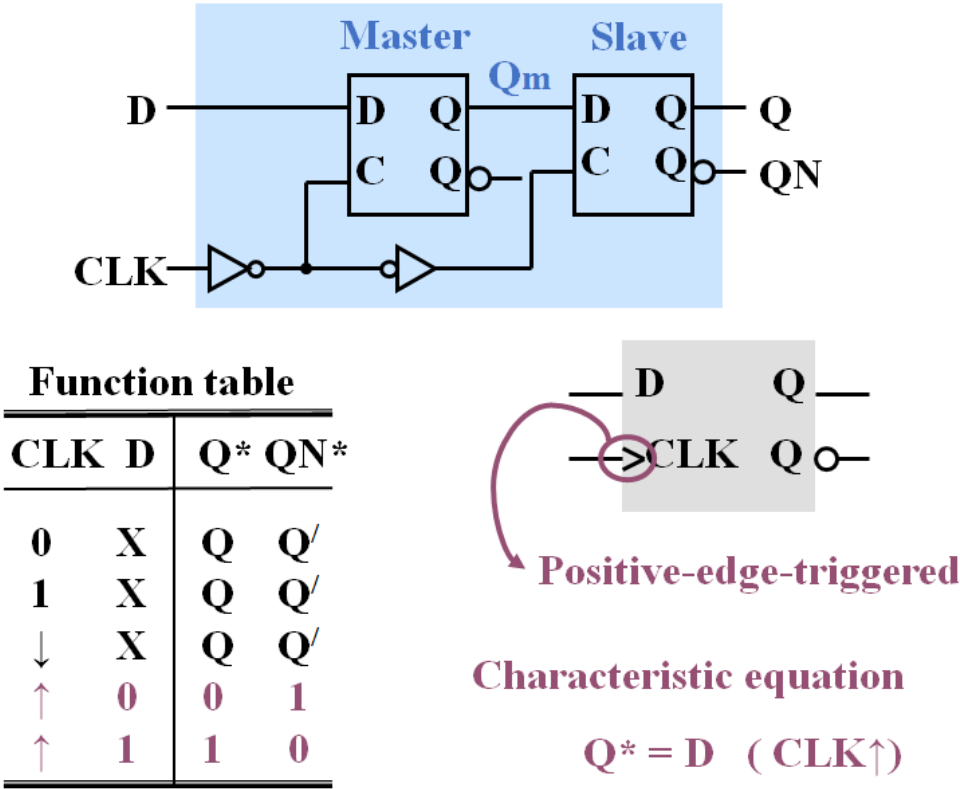 Master Slave
Qm
D D Q D Q Q
C Q C Q QN
CLK
Function table
CLK D Q* QN*
0 X Q Q/
1 X Q Q/
↓ X Q Q/
↑ 0 0 1
↑ 1 1 0
D Q
>CLK Q
Positive-edge-triggered
Characteristic equation
Q* = D ( CLK↑)